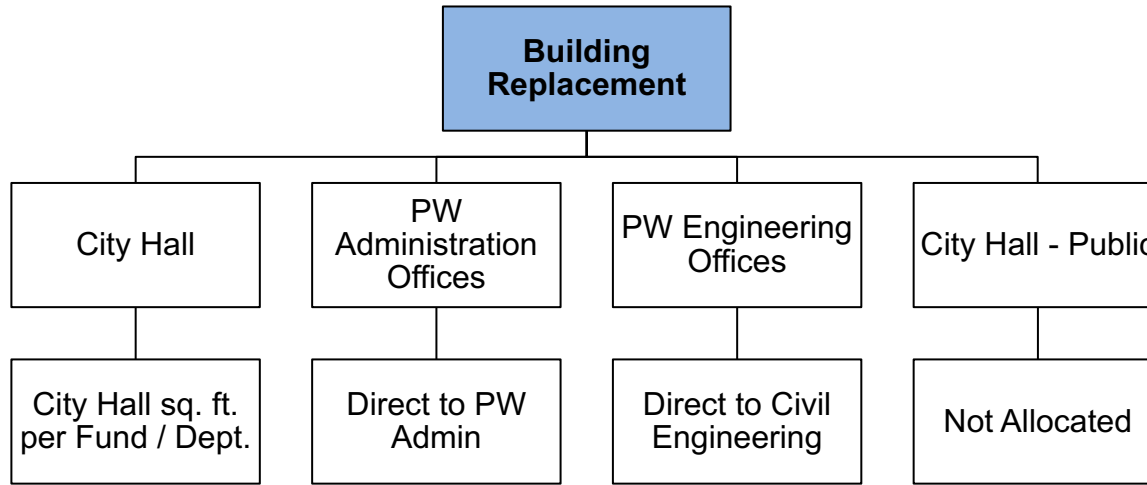 Building
Replacement
City Hall
PW
Administration
Offices
PW Engineering
Offices
City Hall - Public
City Hall sq. ft.
per Fund / Dept.
Direct to PW
Admin
Direct to Civil
Engineering
Not Allocated